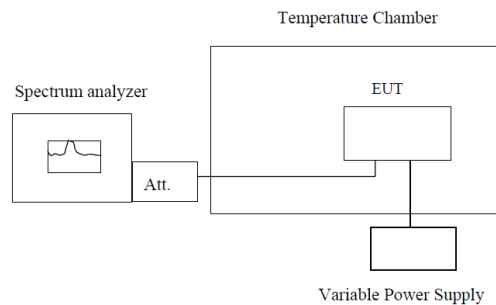 Temperature Chamber
Spectrum analyzer
EUT
Att.
Variable Power Supply